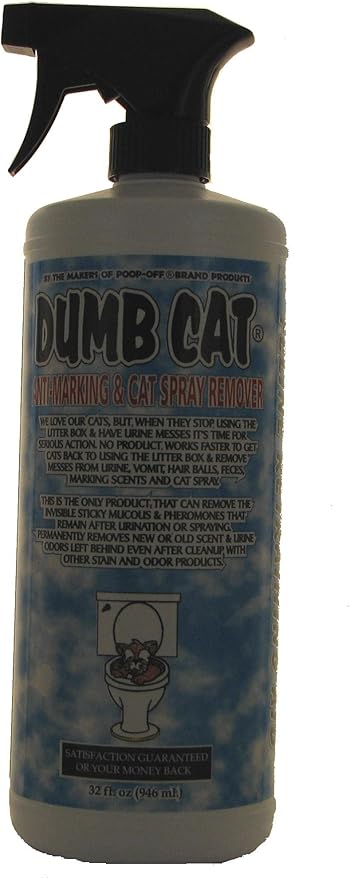 BY THE MAKERS OF POOP-OFF® BRAND PRODUCTS
DUMB CAT®
ANTI-MARKING & CAT SPRAY REMOVER
WE LOVE OUR CATS, BUT, WHEN THEY STOP USING THE
LITTER BOX & HAVE URINE MESSES IT'S TIME FOR
SERIOUS ACTION. NO PRODUCT, WORKS FASTER TO GET
CATS BACK TO USING THE LITTER BOX & REMOVE
MESSES FROM URINE, VOMIT, HAIR BALLS, FECES,
MARKING SCENTS AND CAT SPRAY.
THIS IS THE ONLY PRODUCT, THAT CAN REMOVE THE
INVISIBLE STICKY MUCOUS & PHEROMONES THAT
REMAIN AFTER URINATION OR SPRAYING.
PERMANENTLY REMOVES NEW OR OLD SCENT & URINE
ODORS LEFT BEHIND EVEN AFTER CLEANUP, WITH
OTHER STAIN AND ODOR PRODUCTS.
SATISFACTION GUARANTEED
OR YOUR MONEY BACK
32 fl. oz (946 ml.)